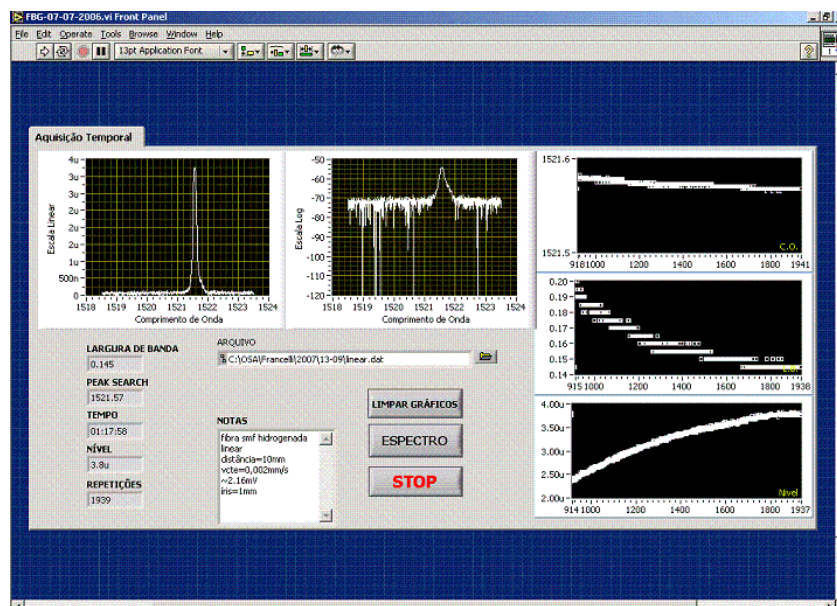 FBG-07-07-2006.vi Front Panel
File Edit Operate Tools Browse Window Help
13pt Application Font
Aquisição Temporal
Escala Linear
4u
3u
3u
2u
2u
2u
1u
500n
0
1518 1519 1520 1521 1522 1523 1524
Comprimento de Onda
Escala Log
-50
-60
-70
-80
-90
-100
-110
-120
1518 1519 1520 1521 1522 1523 1524
Comprimento de Onda
1521.6
1521.5
C.O.
918 1000 1200 1400 1600 1800 1941
0.20
0.19
0.18
0.17
0.16
0.15
0.14
915 1000 1200 1400 1600 1800 1938
4.00u
3.50u
3.00u
2.50u
2.00u
Nivel
914 1000 1200 1400 1600 1800 1937
LARGURA DE BANDA
0.145
PEAK SEARCH
1521.57
TEMPO
01:17:58
NÍVEL
3.8u
REPETIÇÕES
1939
ARQUIVO
C:\OSA\Francelli\2007\13-09\linear.dat
NOTAS
fibra smf hidrogenada
linear
distância=10mm
vcte=0,002mm/s
~2.16mV
iris=1mm
LIMPAR GRÁFICOS
ESPECTRO
STOP